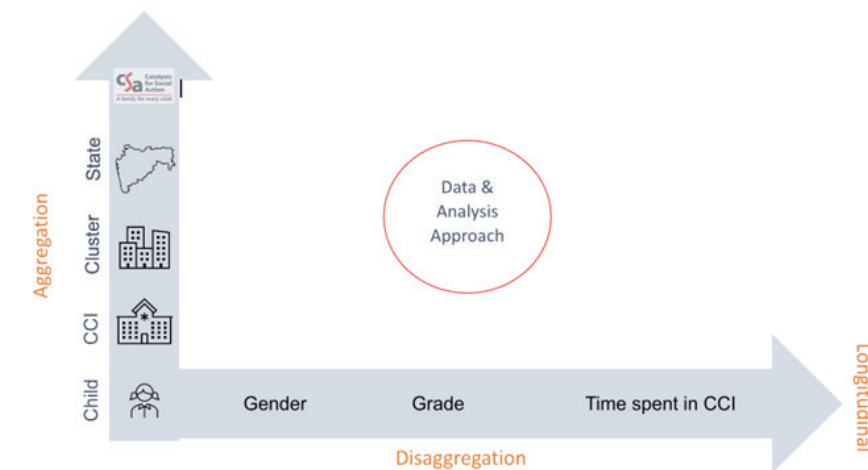 CSa Catalysts
for Social
Action
A family for every child
State
Cluster
CCI
Child
Aggregation
Data &
Analysis
Approach
Gender Grade Time spent in CCI
Disaggregation
Longitudinal